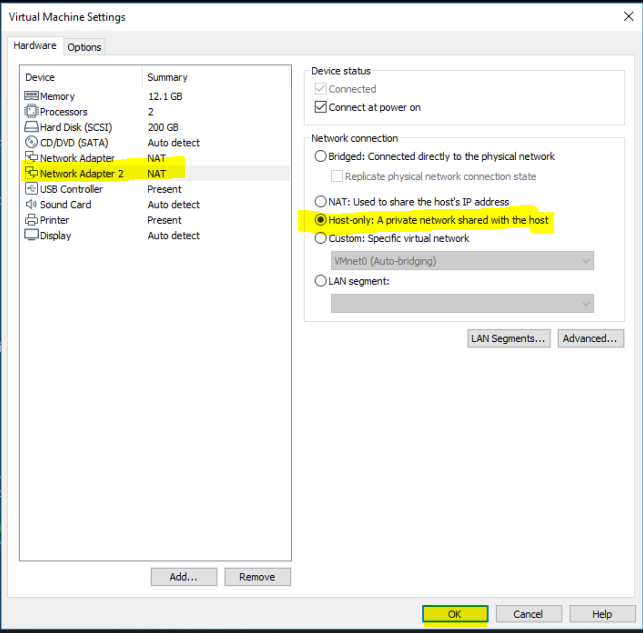 Virtual Machine Settings
Hardware
Options
Device
Summary
Memory
12.1 GB
Processors
2
Hard Disk (SCSI)
200 GB
CD/DVD (SATA)
Auto detect
Network Adapter
NAT
Network Adapter 2
NAT
USB Controller
Present
Sound Card
Auto detect
Printer
Present
Display
Auto detect
Add...
Remove
Device status
Connected
Connect at power on
Network connection
Bridged: Connected directly to the physical network
Replicate physical network connection state
NAT: Used to share the host's IP address
Host-only: A private network shared with the host
Custom: Specific virtual network
VMnet0 (Auto-bridging)
LAN segment:
LAN Segments...
Advanced...
OK
Cancel
Help